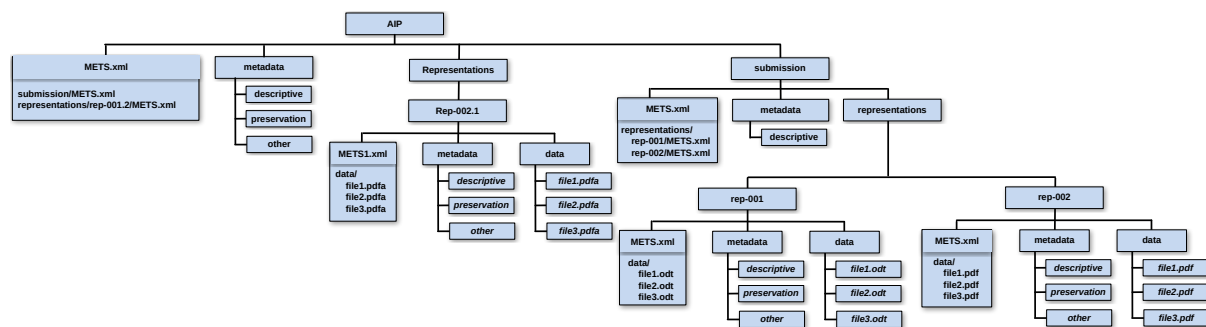 AIP
METS.xml
submission/METS.xml
representations/rep-001.2/METS.xml
metadata
descriptive
preservation
other
Representations
Rep-002.1
METS1.xml
data/
file1.pdfa
file2.pdfa
file3.pdfa
metadata
descriptive
preservation
other
data
file1.pdfa
file2.pdfa
file3.pdfa
submission
METS.xml
representations/
rep-001/METS.xml
rep-002/METS.xml
metadata
descriptive
representations
rep-001
METS.xml
data/
file1.odt
file2.odt
file3.odt
metadata
descriptive
preservation
other
data
file1.odt
file2.odt
file3.odt
rep-002
METS.xml
data/
file1.pdf
file2.pdf
file3.pdf
metadata
descriptive
preservation
other
data
file1.pdf
file2.pdf
file3.pdf